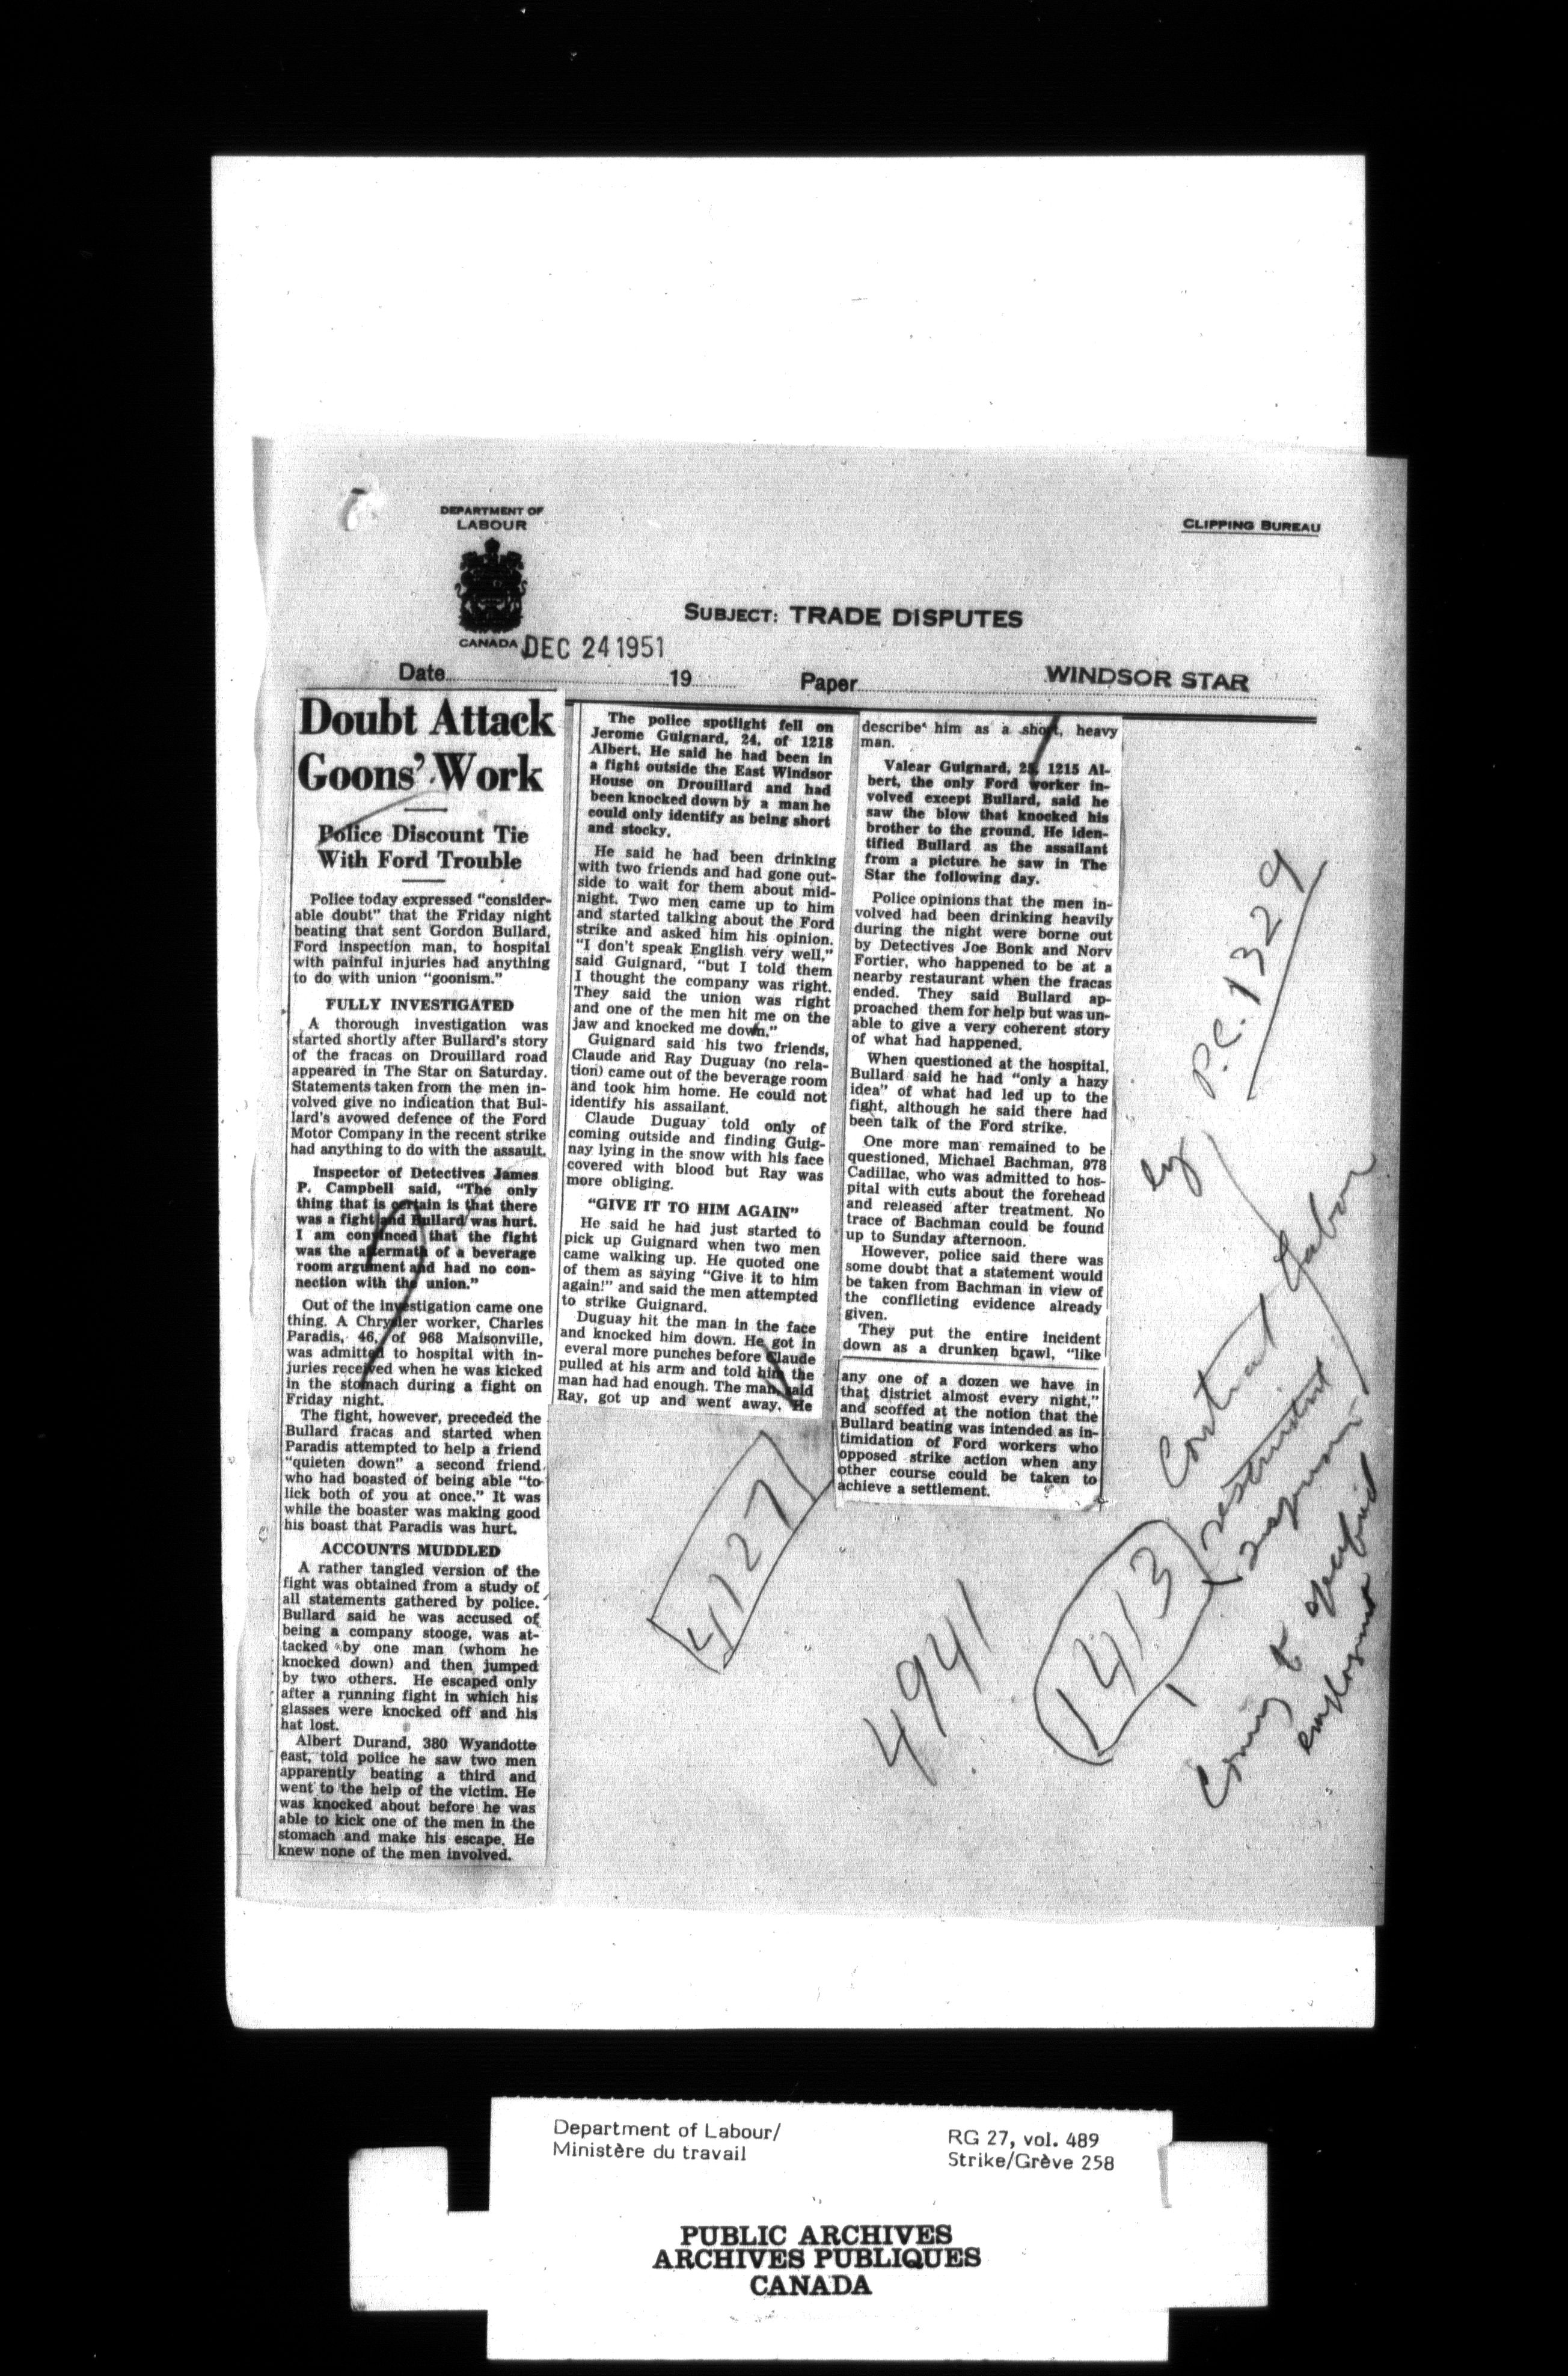 DEPARTMENT OF
LABOUR
CANADA
CLIPPING BUREAU
SUBJECT: TRADE DISPUTES
DEC 24 1951
Date 19 Paper WINDSOR STAR
Doubt Attack
Goons' Work
Police Discount Tie
With Ford Trouble
Police today expressed "consider-
able doubt" that the Friday night
beating that sent Gordon Bullard,
Ford inspection man, to hospital
with painful injuries had anything
to do with union "goonism."
FULLY INVESTIGATED
A thorough investigation was
started shortly after Bullard's story
of the fracas on Drouillard road
appeared in The Star on Saturday.
Statements taken from the men in-
volved give no indication that Bul-
lard's avowed defence of the Ford
Motor Company in the recent strike
had anything to do with the assault.
Inspector of Detectives James
P. Campbell said, "The only
thing that is certain is that there
was a fight and Bullard was hurt.
I am convinced that the fight
was the aftermath of a beverage
room argument and had no con-
nection with the union."
Out of the investigation came one
thing. A Chrysler worker, Charles
Paradis, 46, of 968 Maisonville,
was admitted to hospital with in-
juries received when he was kicked
in the stomach during a fight on
Friday night.
The fight, however, preceded the
Bullard fracas and started when
Paradis attempted to help a friend
"quieten down" a second friend
who had boasted of being able "to
lick both of you at once." It was
while the boaster was making good
his boast that Paradis was hurt.
ACCOUNTS MUDDLED
A rather tangled version of the
fight was obtained from a study of
all statements gathered by police.
Bullard said he was accused of
being a company stooge, was at-
tacked by one man (whom he
knocked down) and then jumped
by two others. He escaped only
after a running fight in which his
glasses were knocked off and his
hat lost.
Albert Durand, 380 Wyandotte
east, told police he saw two men
apparently beating a third and
went to the help of the victim. He
was knocked about before he was
able to kick one of the men in the
stomach and make his escape. He
knew none of the men involved.
The police spotlight fell on
Jerome Guignard, 24, of 1218
Albert. He said he had been in
a fight outside the East Windsor
House on Drouillard and had
been knocked down by a man he
could only identify as being short
and stocky.
He said he had been drinking
with two friends and had gone out-
side to wait for them about mid-
night. Two men came up to him
and started talking about the Ford
strike and asked him his opinion.
"I don't speak English very well,"
said Guignard, "but I told them
I thought the company was right.
They said the union was right
and one of the men hit me on the
jaw and knocked me down."
Guignard said his two friends,
Claude and Ray Duguay (no rela-
tion) came out of the beverage room
and took him home. He could not
identify his assailant.
Claude Duguay told only of
coming outside and finding Guig-
nay lying in the snow with his face
covered with blood but Ray was
more obliging.
"GIVE IT TO HIM AGAIN"
He said he had just started to
pick up Guignard when two men
came walking up. He quoted one
of them as saying "Give it to him
again!" and said the men attempted
to strike Guignard.
Duguay hit the man in the face
and knocked him down. He got in
everal more punches before Claude
pulled at his arm and told him the
man had had enough. The man, said
Ray, got up and went away. He
describe him as a short, heavy
man.
Valear Guignard, 1215 Al-
bert, the only Ford worker in-
volved except Bullard, said he
saw the blow that knocked his
brother to the ground. He iden-
tified Bullard as the assailant
from a picture he saw in The
Star the following day.
Police opinions that the men in-
volved had been drinking heavily
during the night were borne out
by Detectives Joe Bonk and Norv
Fortier, who happened to be at a
nearby restaurant when the fracas
ended. They said Bullard ap-
proached them for help but was un-
able to give a very coherent story
of what had happened.
When questioned at the hospital,
Bullard said he had "only a hazy
idea" of what had led up to the
fight, although he said there had
been talk of the Ford strike.
One more man remained to be
questioned, Michael Bachman, 978
Cadillac, who was admitted to hos-
pital with cuts about the forehead
and released after treatment. No
trace of Bachman could be found
up to Sunday afternoon.
However, police said there was
some doubt that a statement would
be taken from Bachman in view of
the conflicting evidence already
given.
They put the entire incident
down as a drunken brawl, "like
any one of a dozen we have in
that district almost every night,"
and scoffed at the notion that the
Bullard beating was intended as in-
timidation of Ford workers who
opposed strike action when any
other course could be taken to
achieve a settlement.
P.C. 1329
4127
4941
1413
employment
Department of Labour/
Ministère du travail
RG 27, vol. 489
Strike/Grève 258
PUBLIC ARCHIVES
ARCHIVES PUBLIQUES
CANADA